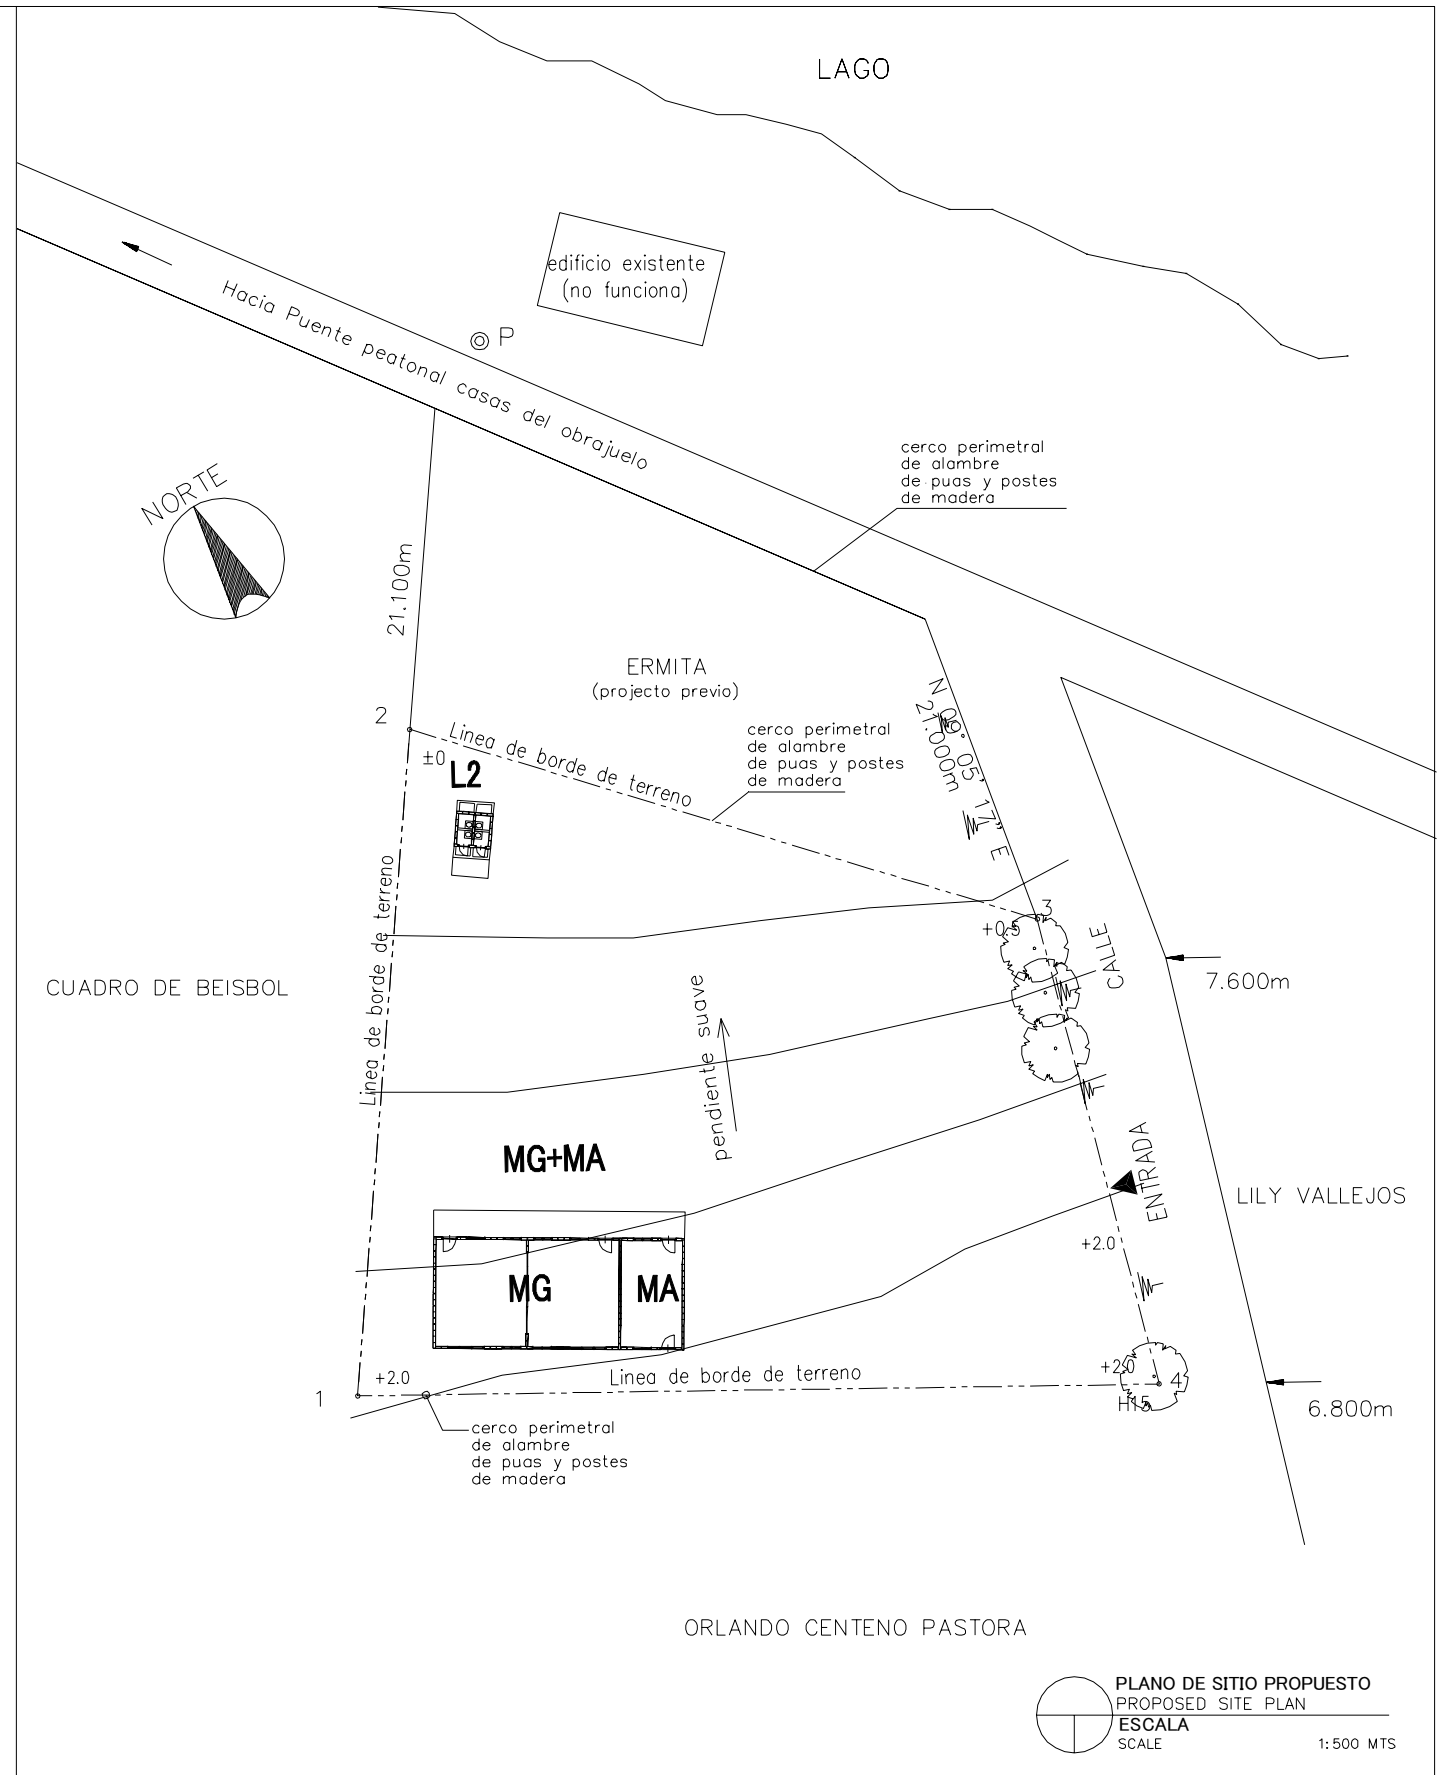 LAGO
edificio existente
(no funciona)
P
Hacia Puente peatonal casas del obrajuelo
cerco perimetral
de alambre
de puas y postes
de madera
NORTE
21.100m
ERMITA
(projecto previo)
N 09° 05' 17" E
21.000m
2
Linea de borde de terreno
cerco perimetral
de alambre
de puas y postes
de madera
±0
L2
Linea de borde de terreno
3
+0.5
CALLE
CUADRO DE BEISBOL
7.600m
pendiente suave
MG+MA
ENTRADA
LILY VALLEJOS
+2.0
MG
MA
1
+2.0
Linea de borde de terreno
+2.0
4
H15
6.800m
cerco perimetral
de alambre
de puas y postes
de madera
ORLANDO CENTENO PASTORA
PLANO DE SITIO PROPUESTO
PROPOSED SITE PLAN
ESCALA
SCALE 1:500 MTS